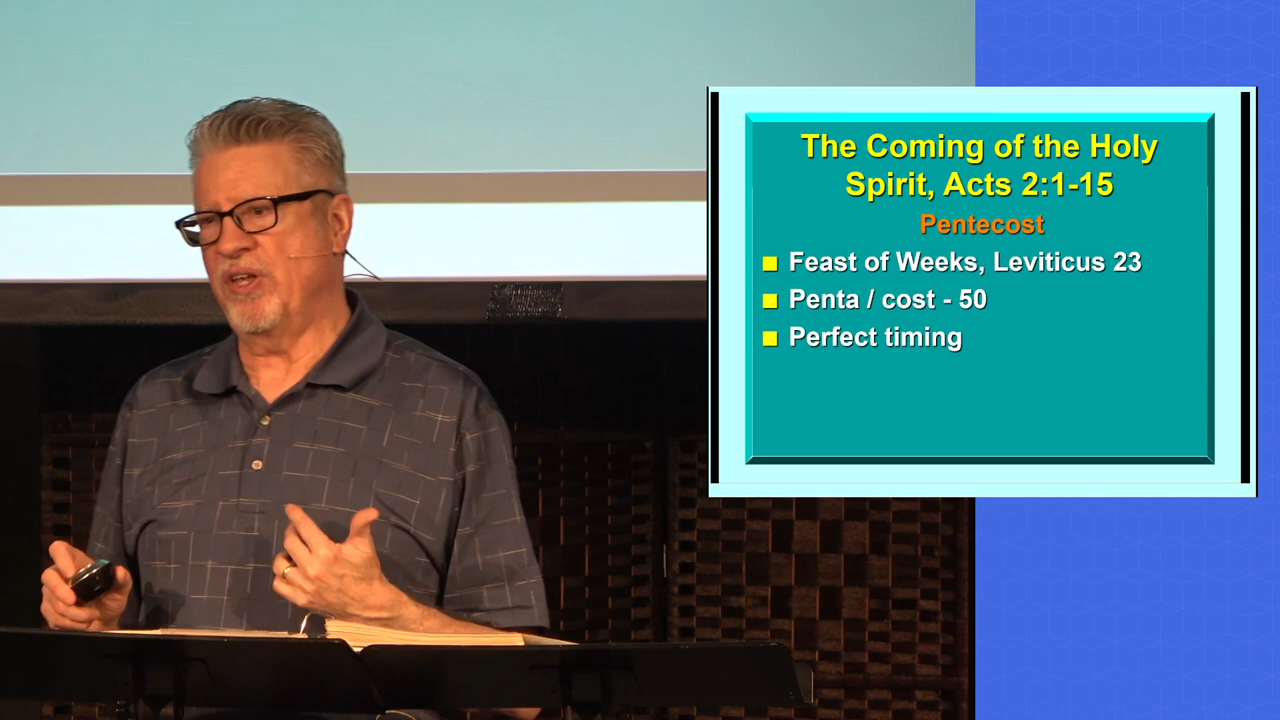 The Coming of the Holy
Spirit, Acts 2:1-15
Pentecost
Feast of Weeks, Leviticus 23
Penta / cost - 50
Perfect timing